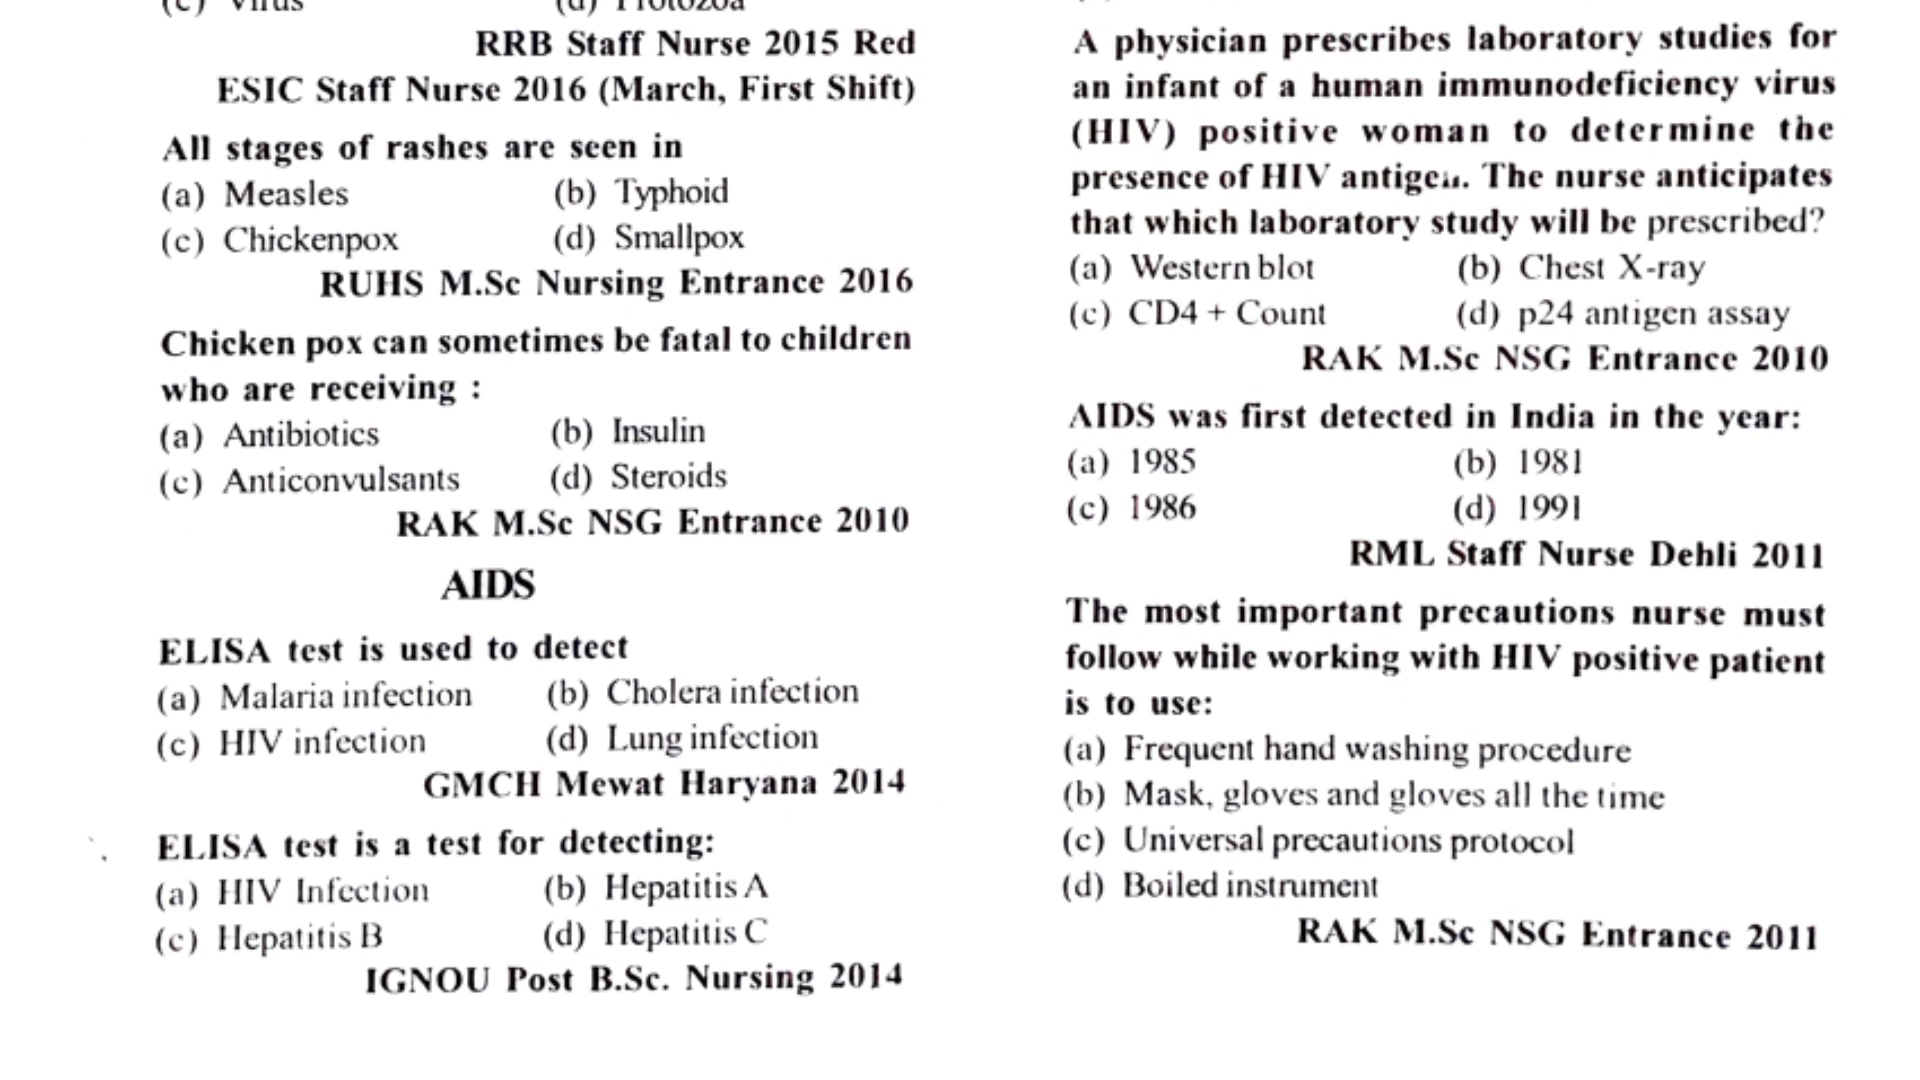 (c) Virus (d) Protozoa
RRB Staff Nurse 2015 Red
ESIC Staff Nurse 2016 (March, First Shift)
All stages of rashes are seen in
(a) Measles (b) Typhoid
(c) Chickenpox (d) Smallpox
RUHS M.Sc Nursing Entrance 2016
Chicken pox can sometimes be fatal to children
who are receiving :
(a) Antibiotics (b) Insulin
(c) Anticonvulsants (d) Steroids
RAK M.Sc NSG Entrance 2010
AIDS
ELISA test is used to detect
(a) Malaria infection (b) Cholera infection
(c) HIV infection (d) Lung infection
GMCH Mewat Haryana 2014
ELISA test is a test for detecting:
(a) HIV Infection (b) Hepatitis A
(c) Hepatitis B (d) Hepatitis C
IGNOU Post B.Sc. Nursing 2014
A physician prescribes laboratory studies for
an infant of a human immunodeficiency virus
(HIV) positive woman to determine the
presence of HIV antigen. The nurse anticipates
that which laboratory study will be prescribed?
(a) Western blot (b) Chest X-ray
(c) CD4 + Count (d) p24 antigen assay
RAK M.Sc NSG Entrance 2010
AIDS was first detected in India in the year:
(a) 1985 (b) 1981
(c) 1986 (d) 1991
RML Staff Nurse Dehli 2011
The most important precautions nurse must
follow while working with HIV positive patient
is to use:
(a) Frequent hand washing procedure
(b) Mask, gloves and gloves all the time
(c) Universal precautions protocol
(d) Boiled instrument
RAK M.Sc NSG Entrance 2011